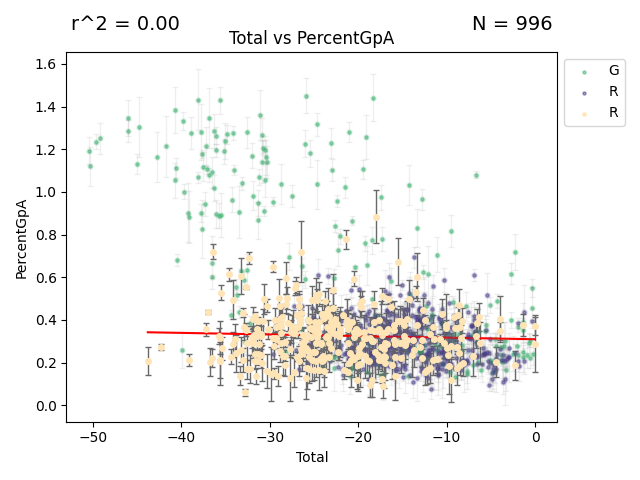 r^2 = 0.00
N = 996
Total vs PercentGpA
1.6
1.4
1.2
1.0
0.8
0.6
0.4
0.2
0.0
PercentGpA
−50
−40
−30
−20
−10
0
Total
G
R
R